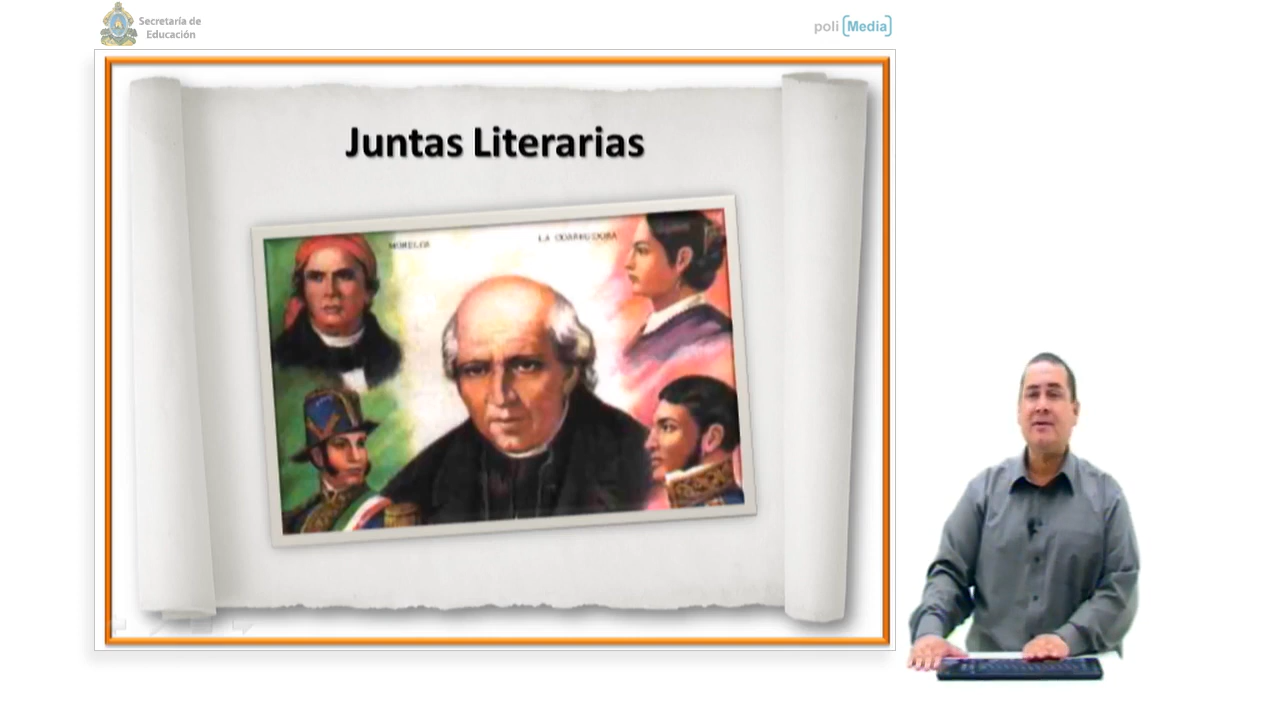 Secretaría de
Educación
poli [Media]
Juntas Literarias
MORELOS
LA CORREGIDORA